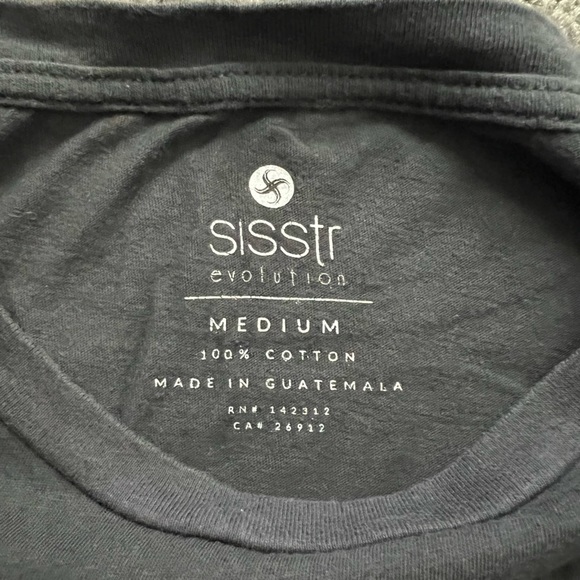 sisstr
evolution
MEDIUM
100% COTTON
MADE IN GUATEMALA
RN# 142312
CA# 26912